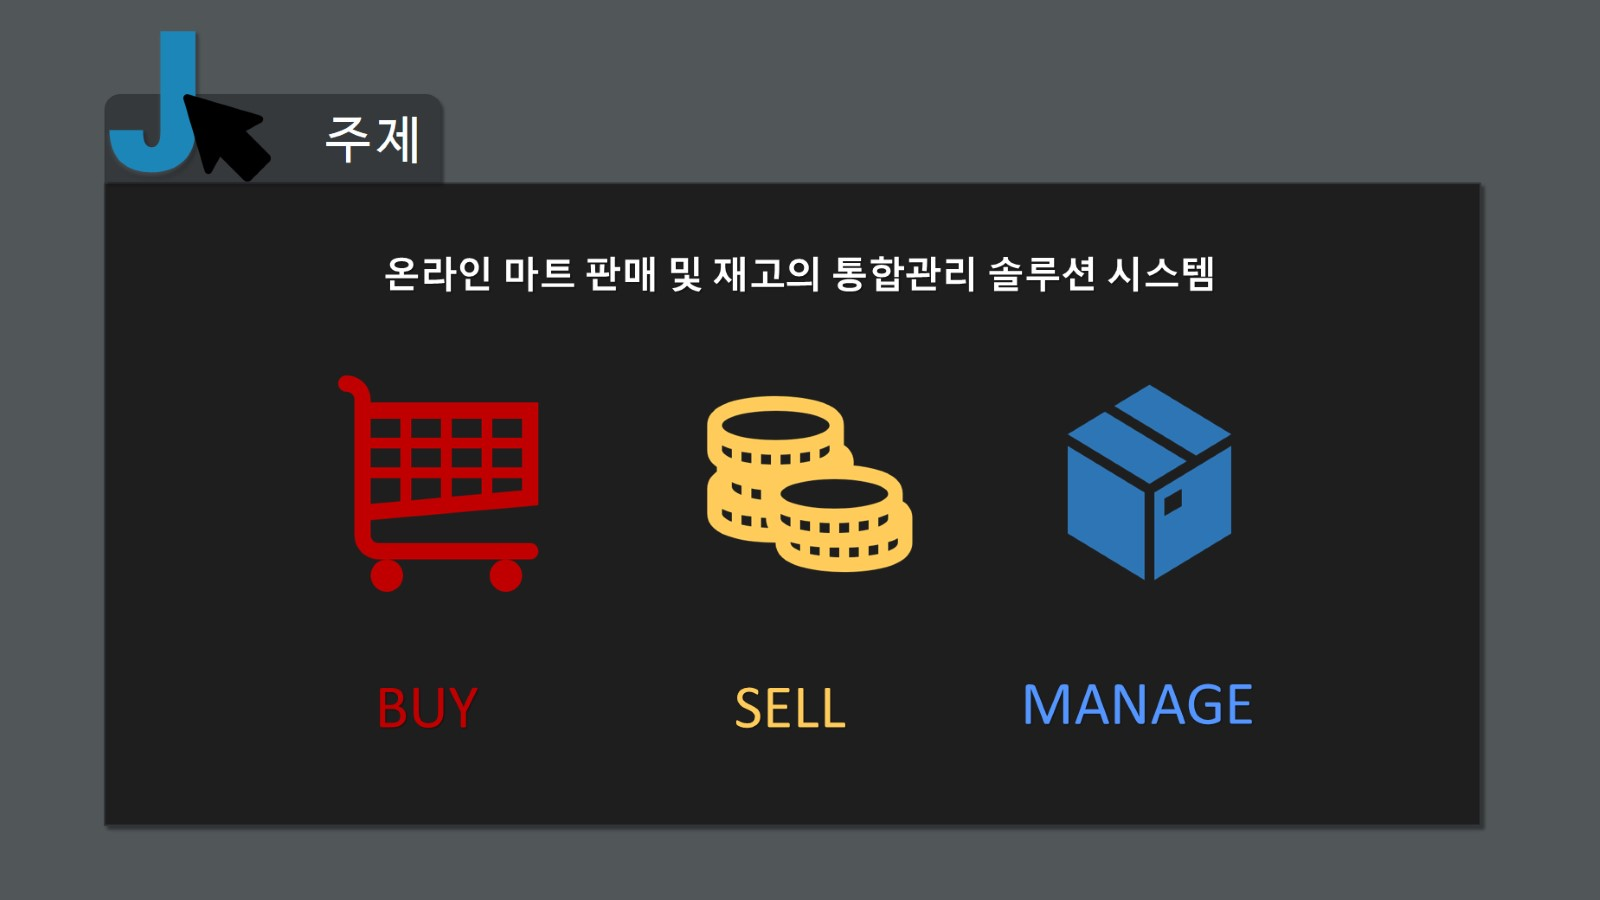 J
주제
온라인 마트 판매 및 재고의 통합관리 솔루션 시스템
BUY
SELL
MANAGE